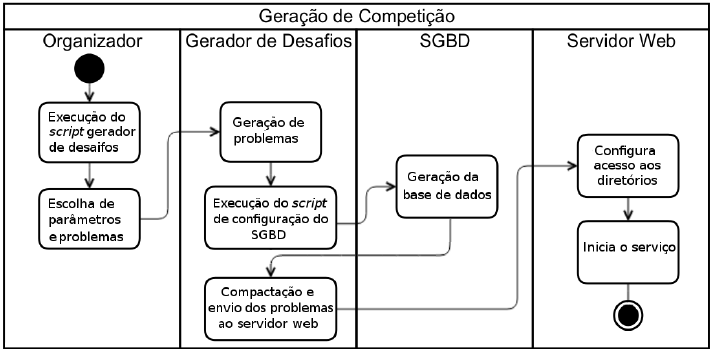 Geração de Competição
Organizador
Gerador de Desafios
SGBD
Servidor Web
Execução do
script gerador
de desaifos
Escolha de
parâmetros
e problemas
Geração de
problemas
Execução do script
de configuração do
SGBD
Geração da
base de dados
Compactação e
envio dos problemas
ao servidor web
Configura
acesso aos
diretórios
Inicia o serviço